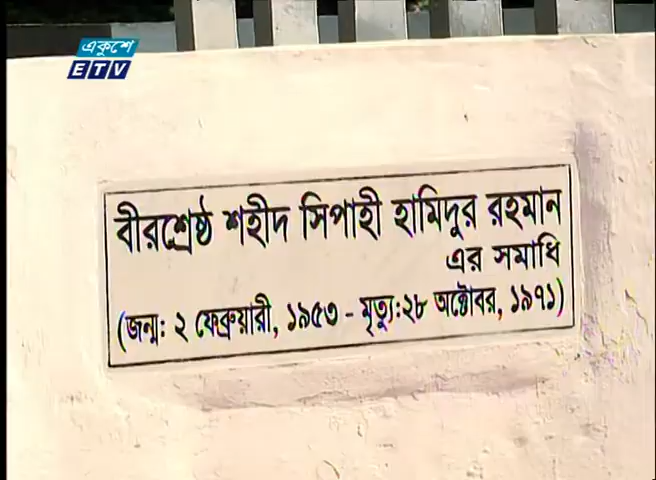 একুশে
ETV
বীরশ্রেষ্ঠ শহীদ সিপাহী হামিদুর রহমান
এর সমাধি
(জন্ম: ২ ফেব্রুয়ারী, ১৯৫৩ - মৃত্যু:২৮ অক্টোবর, ১৯৭১)